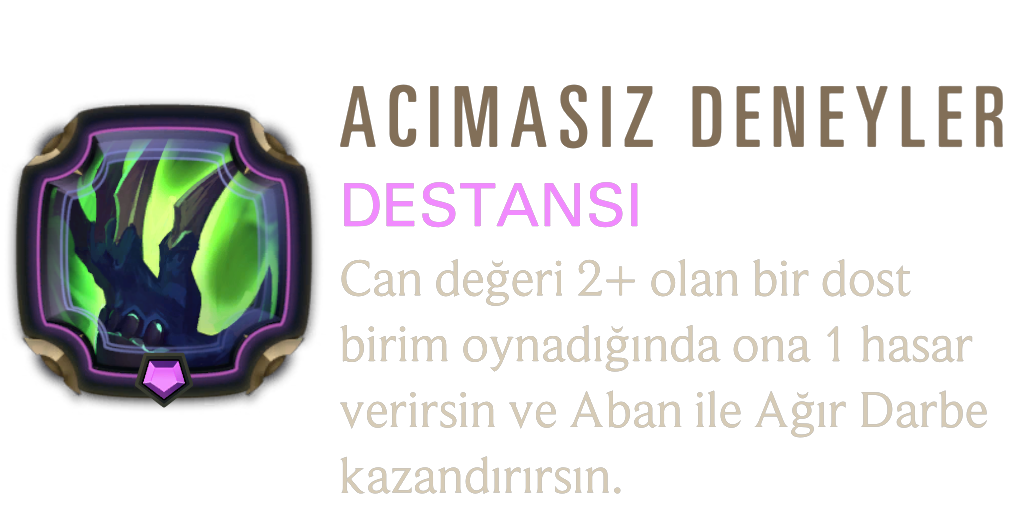 ACIMASIZ DENEYLER
DESTANSI
Can değeri 2+ olan bir dost
birim oynadığında ona 1 hasar
verirsin ve Aban ile Ağır Darbe
kazandırırsın.